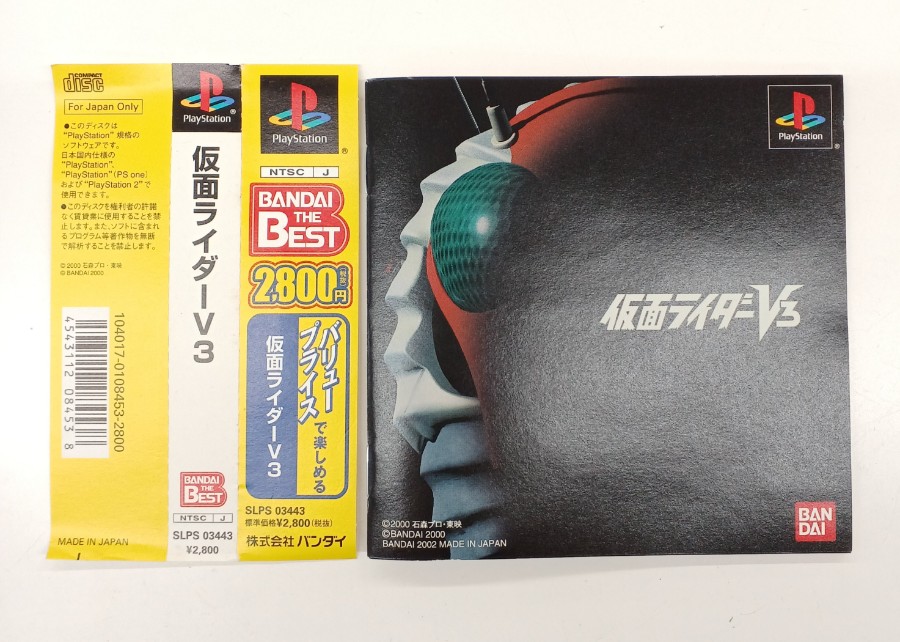 COMPACT
disc
For Japan Only
●このディスクは
"PlayStation" 規格の
ソフトウェアです。
日本国内仕様の
"PlayStation",
"PlayStation"(PS one)
および"PlayStation 2"で
使用できます。
●このディスクを権利者の許諾
なく賃貸業に使用することを禁
止します。また、ソフトに含まれ
るプログラム等著作物を無断
で解析することを禁止します。
©2000 石森プロ・東映
©BANDAI 2000
104017-0108453-2800
4543112 08453 8
MADE IN JAPAN
PlayStation
仮面ライダーV3
BANDAI
THE
BEST
NTSC J
SLPS 03443
¥2,800
PlayStation
NTSC J
BANDAI
THE
BEST
2,800円
(税抜)
バリュー
プライスで楽しめる
仮面ライダーV3
SLPS 03443
標準価格¥2,800(税抜)
株式会社 バンダイ
PlayStation
仮面ライダーV3
©2000 石森プロ・東映
©BANDAI 2000
BANDAI 2002 MADE IN JAPAN
BAN
DAI